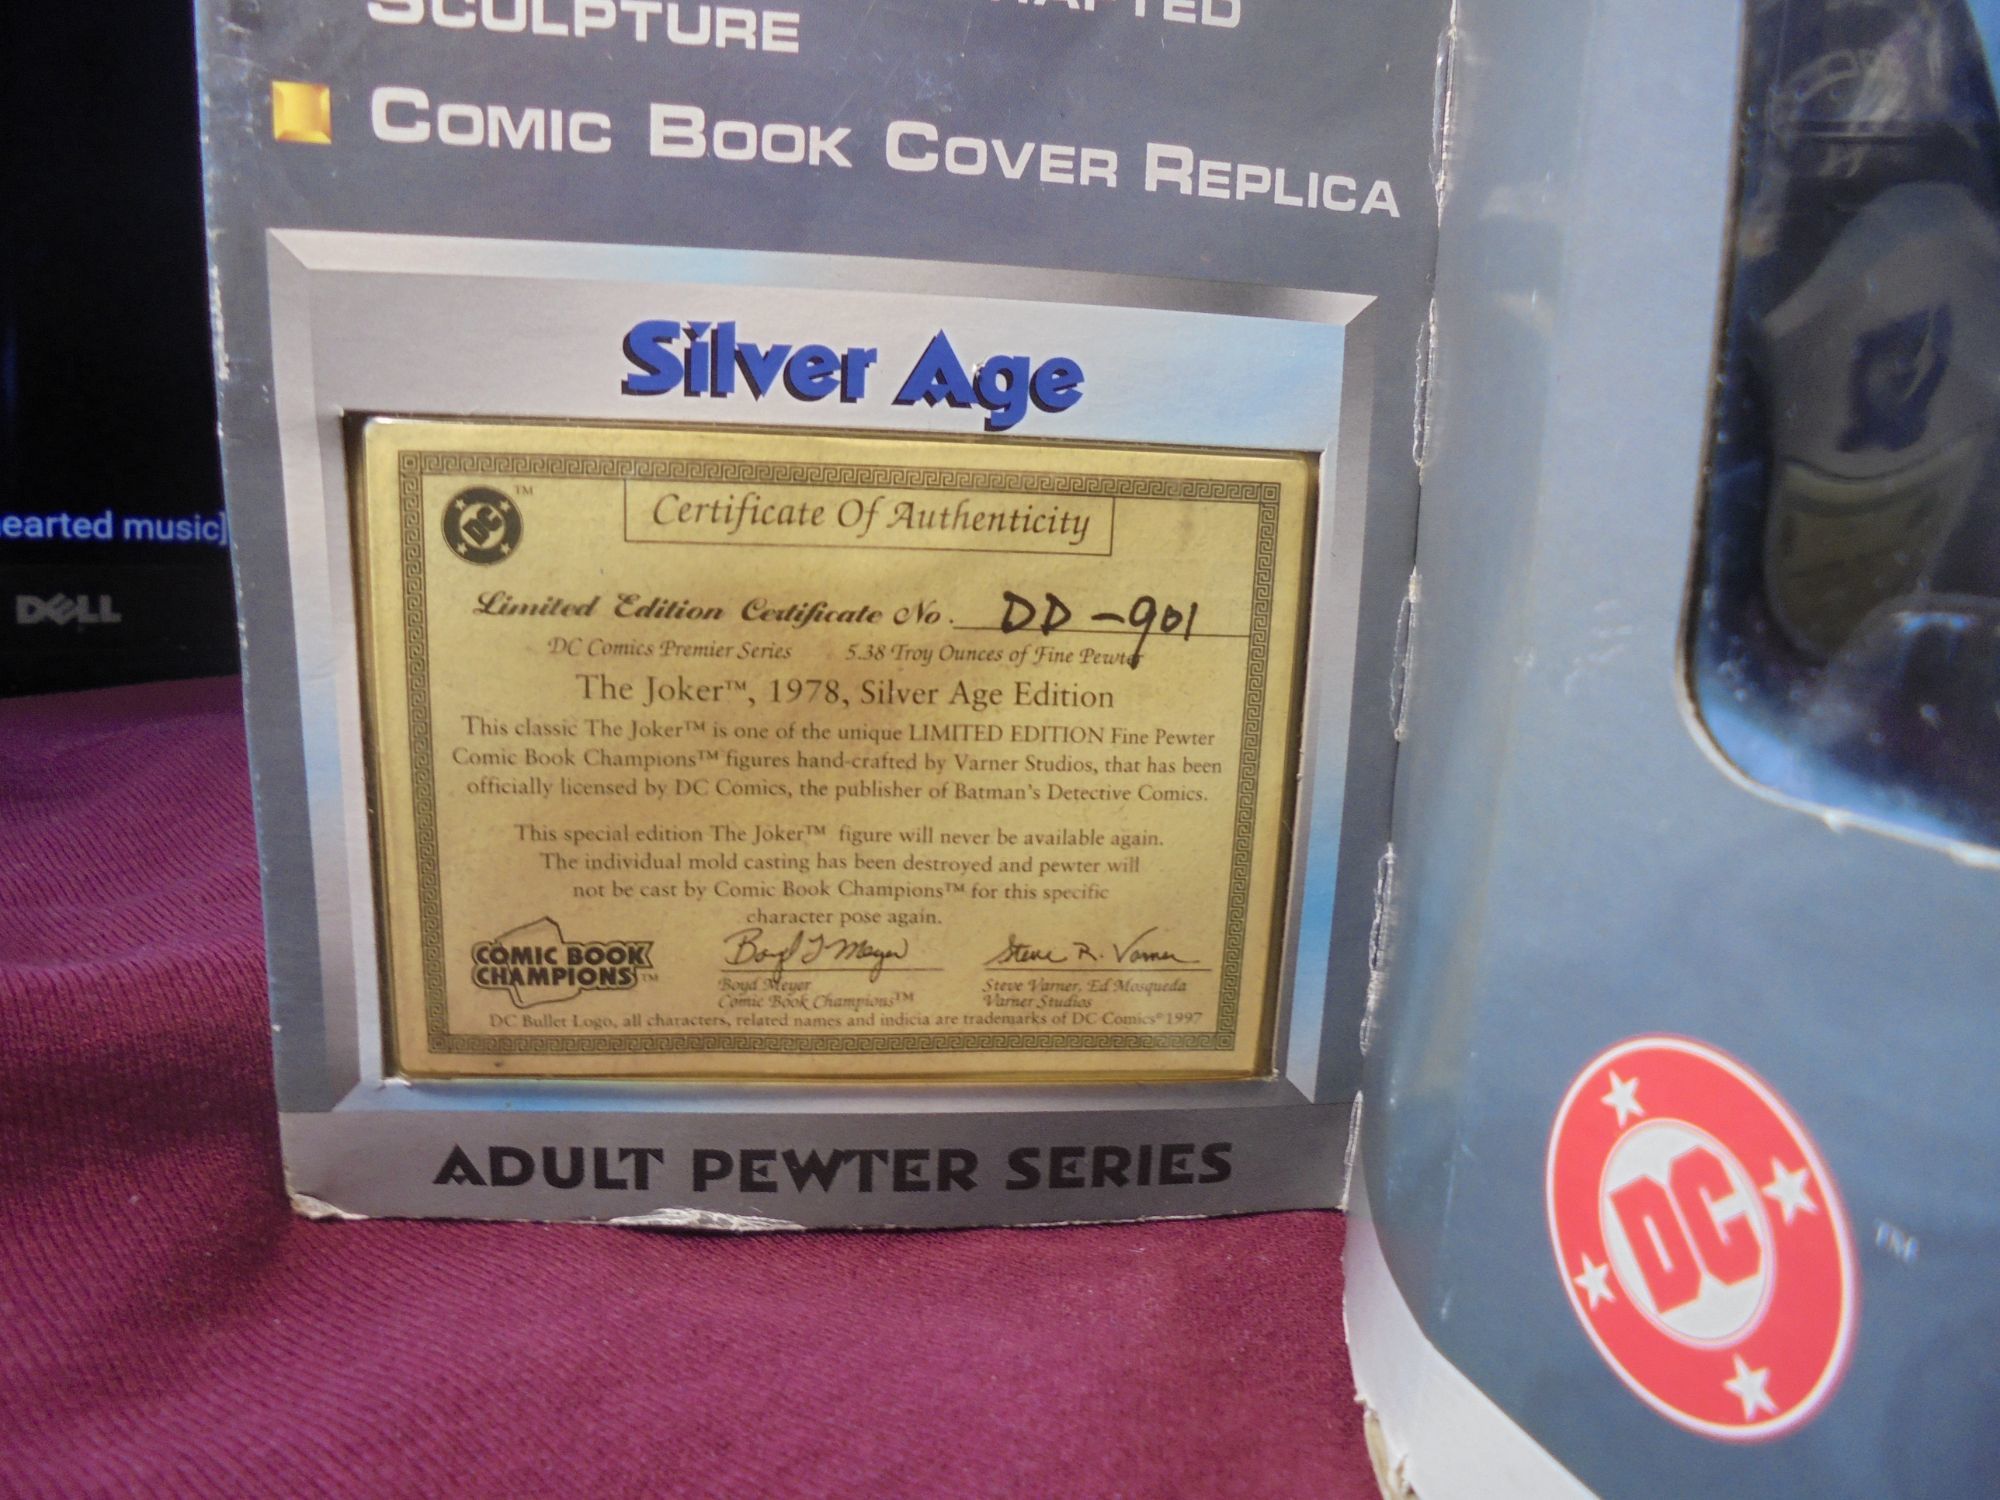 SCULPTURE
COMIC BOOK COVER REPLICA
Silver Age
DC TM
Certificate Of Authenticity
Limited Edition Certificate No. DD-901
DC Comics Premier Series 5.38 Troy Ounces of Fine Pewter
The Joker™, 1978, Silver Age Edition
This classic The Joker™ is one of the unique LIMITED EDITION Fine Pewter
Comic Book Champions™ figures hand-crafted by Varner Studios, that has been
officially licensed by DC Comics, the publisher of Batman's Detective Comics.
This special edition The Joker™ figure will never be available again.
The individual mold casting has been destroyed and pewter will
not be cast by Comic Book Champions™ for this specific
character pose again.
COMIC BOOK
CHAMPIONS™
Boyd J Meyer
Steve R. Varner
Boyd Meyer
Comic Book Champions™
Steve Varner, Ed Mosqueda
Varner Studios
DC Bullet Logo, all characters, related names and indicia are trademarks of DC Comics© 1997
ADULT PEWTER SERIES
DC
music]
DELL